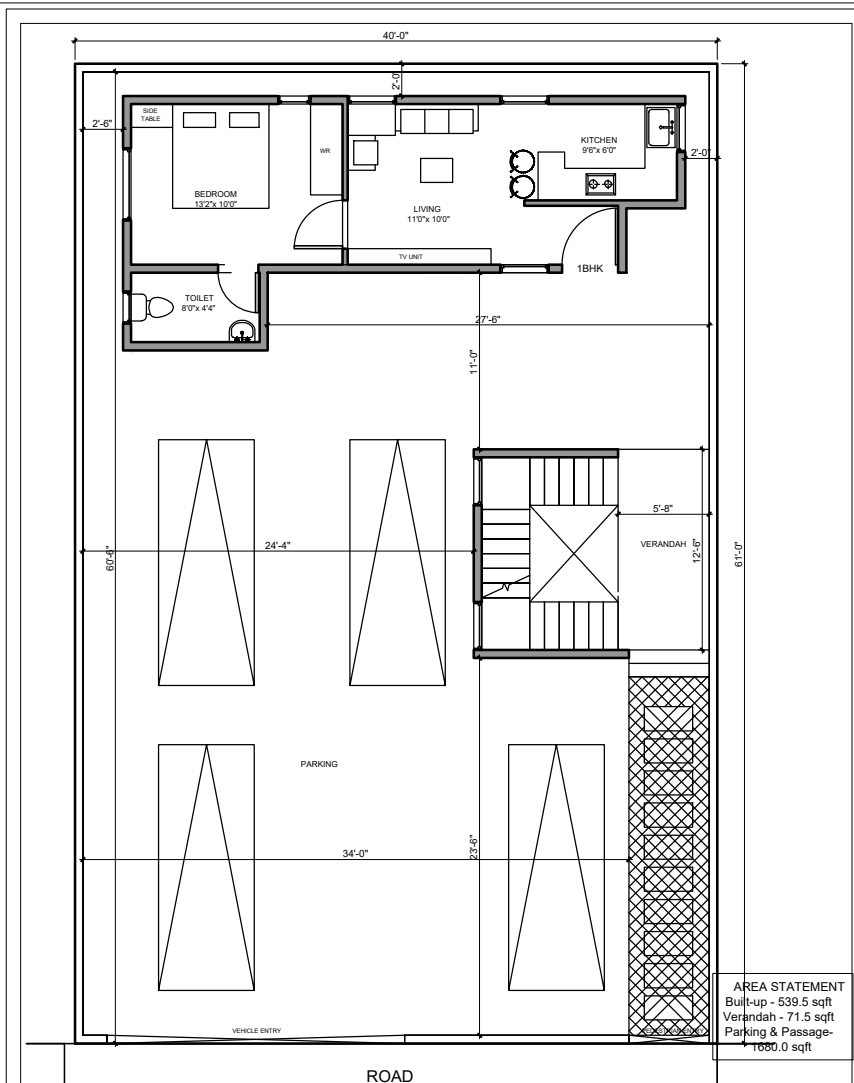 40'-0"
2'-0"
2'-6"
SIDE
TABLE
WR
KITCHEN
9'6"x 6'0"
2'-0"
BEDROOM
13'2"x 10'0"
LIVING
11'0"x 10'0"
TV UNIT
1BHK
TOILET
8'0"x 4'4"
27'-6"
11'-0"
5'-8"
24'-4"
VERANDAH
12'-6"
60'-6"
61'-0"
PARKING
34'-0"
23'-6"
AREA STATEMENT
Built-up - 539.5 sqft
Verandah - 71.5 sqft
Parking & Passage-
1680.0 sqft
VEHICLE ENTRY
PEDESTRIAN ENTRY
ROAD